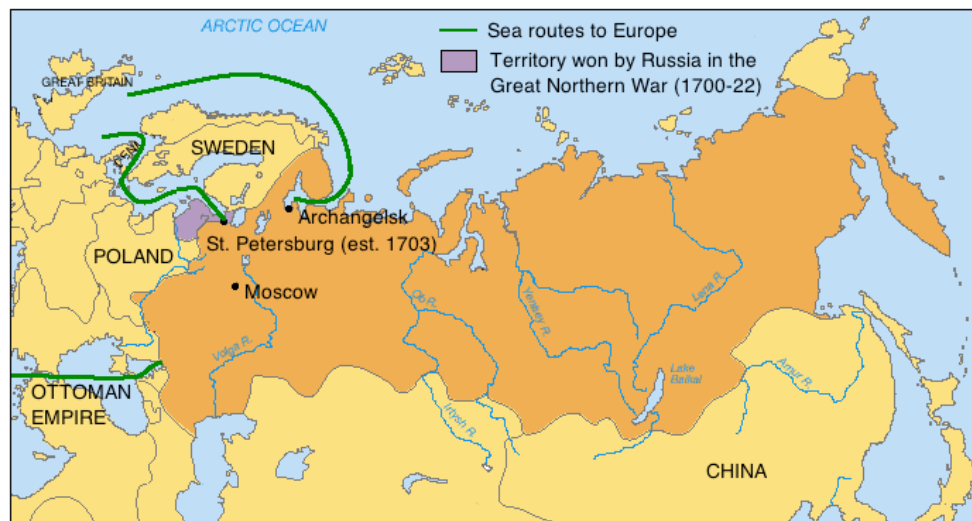 ARCTIC OCEAN
Sea routes to Europe
Territory won by Russia in the
Great Northern War (1700-22)
GREAT BRITAIN
DENM
SWEDEN
Archangelsk
St. Petersburg (est. 1703)
POLAND
Moscow
Ob R.
Yenisey R.
Lena R.
Volga R.
Lake
Baikal
Amur R.
OTTOMAN
EMPIRE
Irtysh R.
CHINA